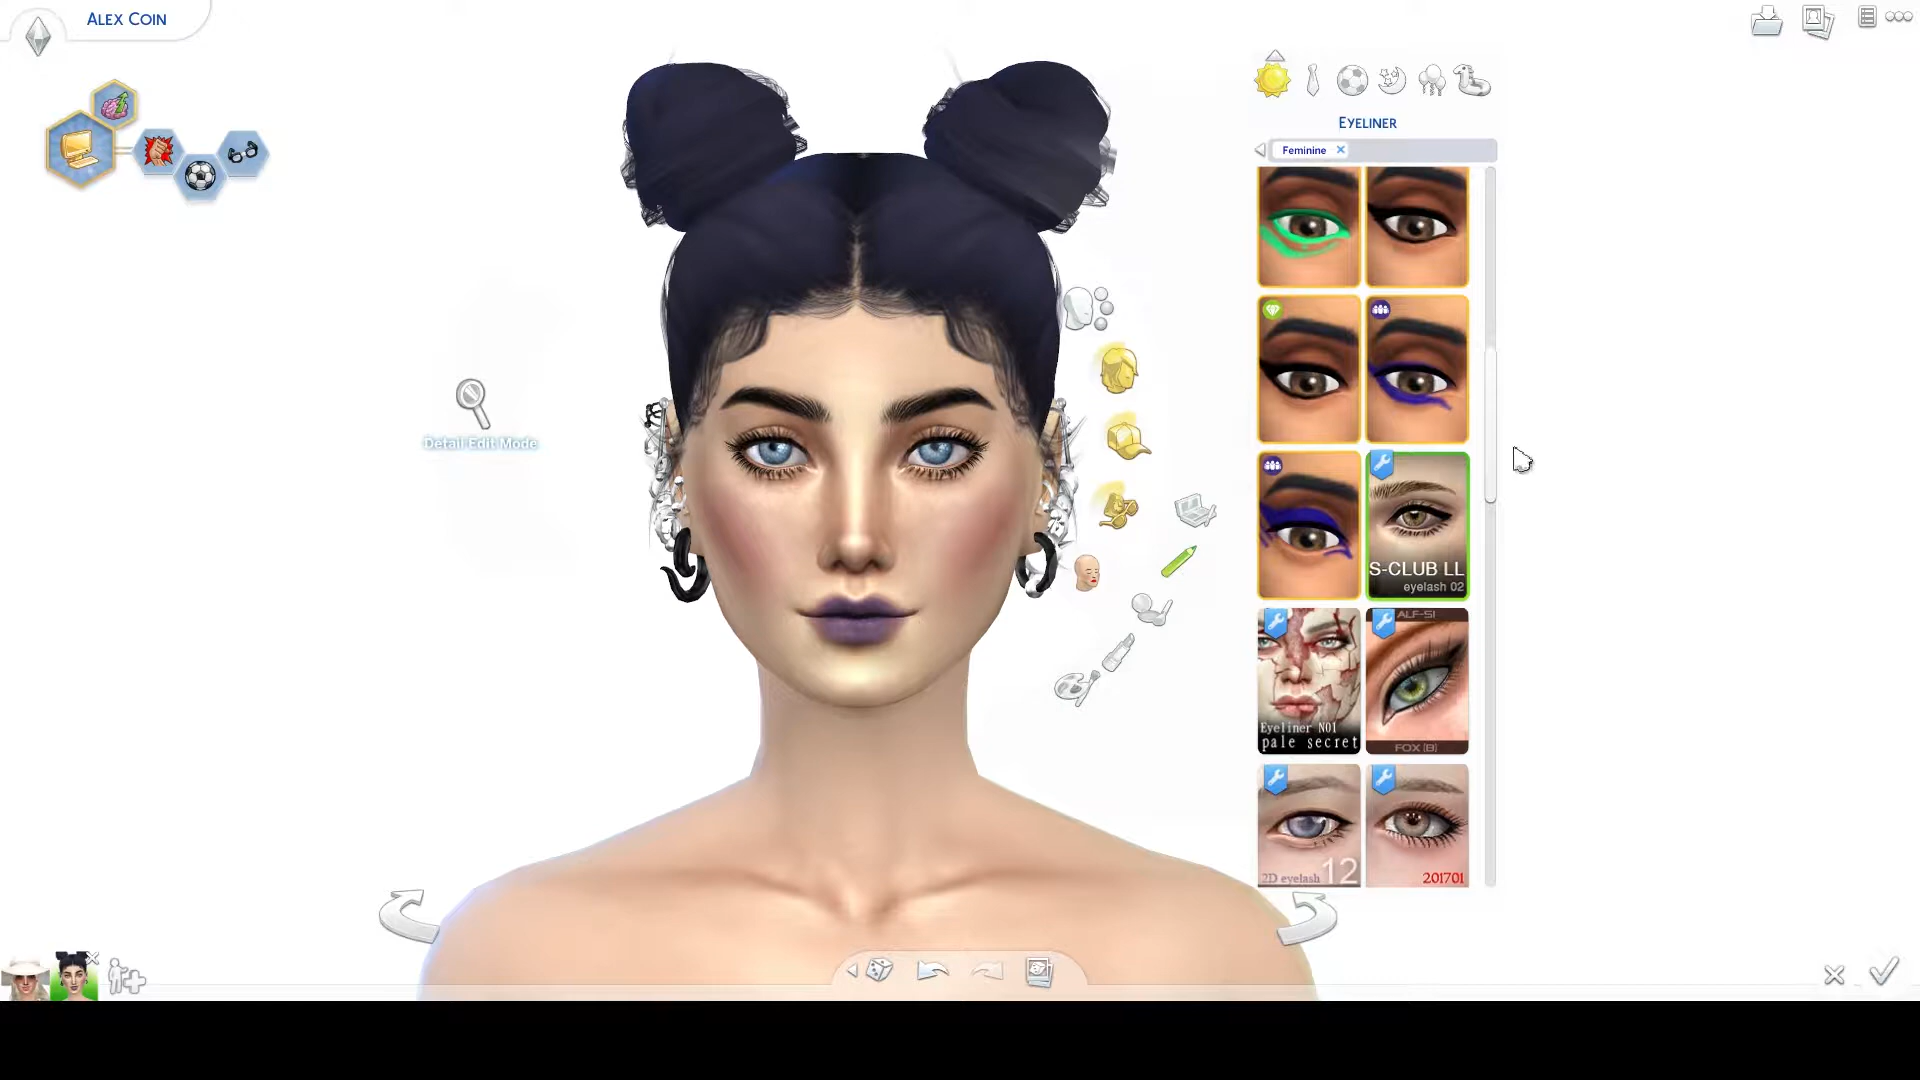 ALEX COIN
EYELINER
Feminine
Detail Edit Mode
S-CLUB LL
eyelash 02
Eyeliner N01
pale secret
ALF-SI
FOX (B)
2D eyelash 12
201701